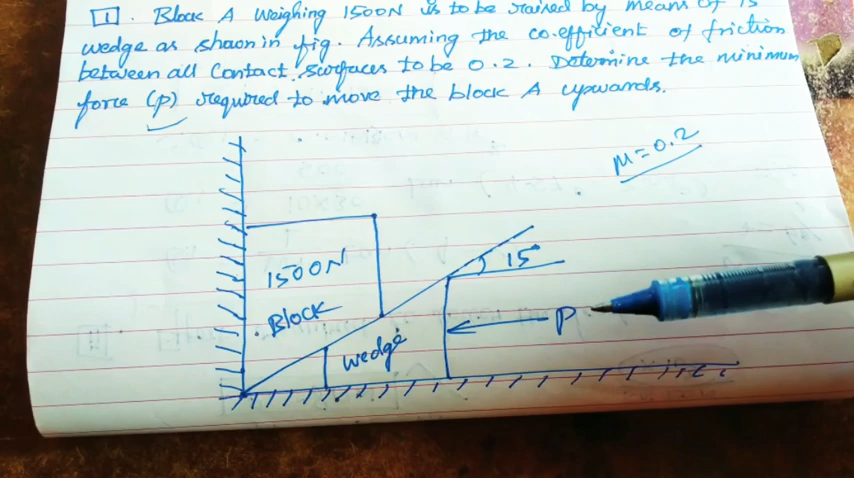 1. Block A weighing 1500N is to be raised by means of 15
wedge as shown in fig. Assuming the co.efficient of friction
between all contact surfaces to be 0.2. Determine the minimum
force (p) required to move the block A upwards.
μ=0.2
1500N
15°
Block
P
wedge